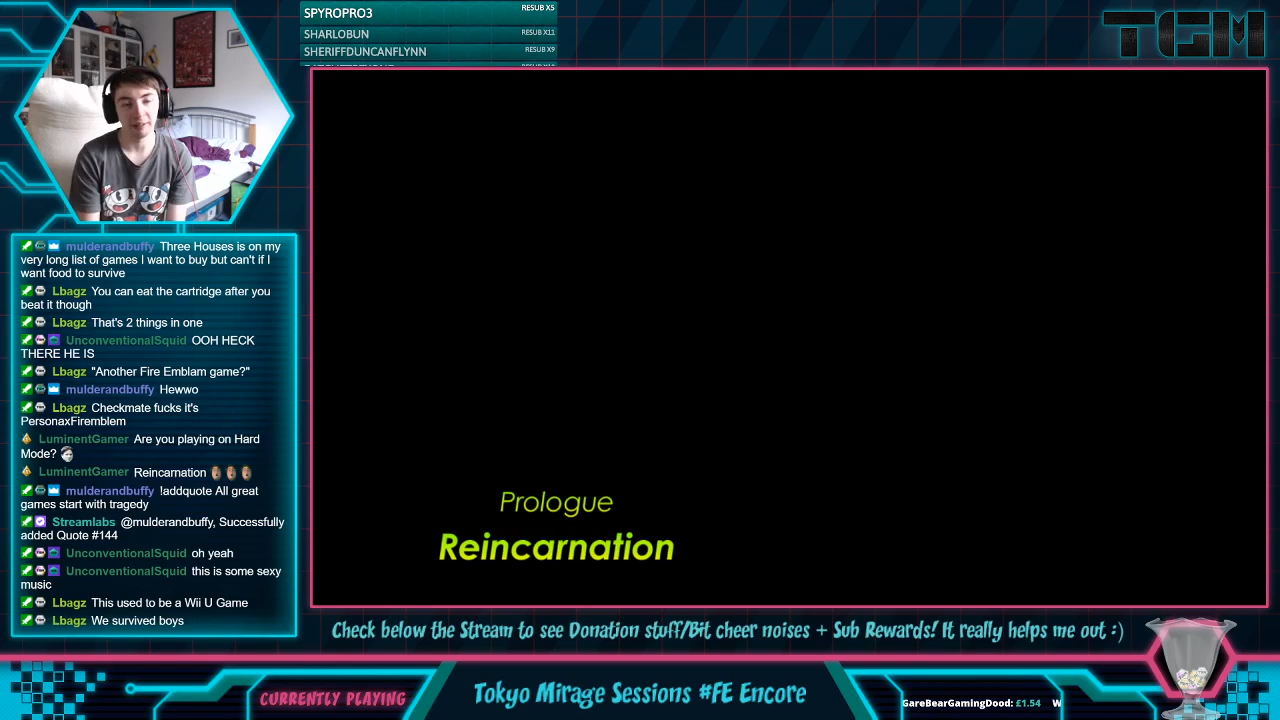 SPYROPRO3 RESUB X5
SHARLOBUN RESUB X11
SHERIFFDUNCANFLYNN RESUB X9
TGM
mulderandbuffy Three Houses is on my
very long list of games I want to buy but can't if I
want food to survive
Lbagz You can eat the cartridge after you
beat it though
Lbagz That's 2 things in one
UnconventionalSquid OOH HECK
THERE HE IS
Lbagz "Another Fire Emblam game?"
mulderandbuffy Hewwo
Lbagz Checkmate fucks it's
PersonaxFiremblem
LuminentGamer Are you playing on Hard
Mode?
LuminentGamer Reincarnation
mulderandbuffy !addquote All great
games start with tragedy
Streamlabs @mulderandbuffy, Successfully
added Quote #144
UnconventionalSquid oh yeah
UnconventionalSquid this is some sexy
music
Lbagz This used to be a Wii U Game
Lbagz We survived boys
Prologue
Reincarnation
Check below the Stream to see Donation stuff/Bit cheer noises + Sub Rewards! It really helps me out :)
CURRENTLY PLAYING
Tokyo Mirage Sessions #FE Encore
GareBearGamingDood: £1.54 W